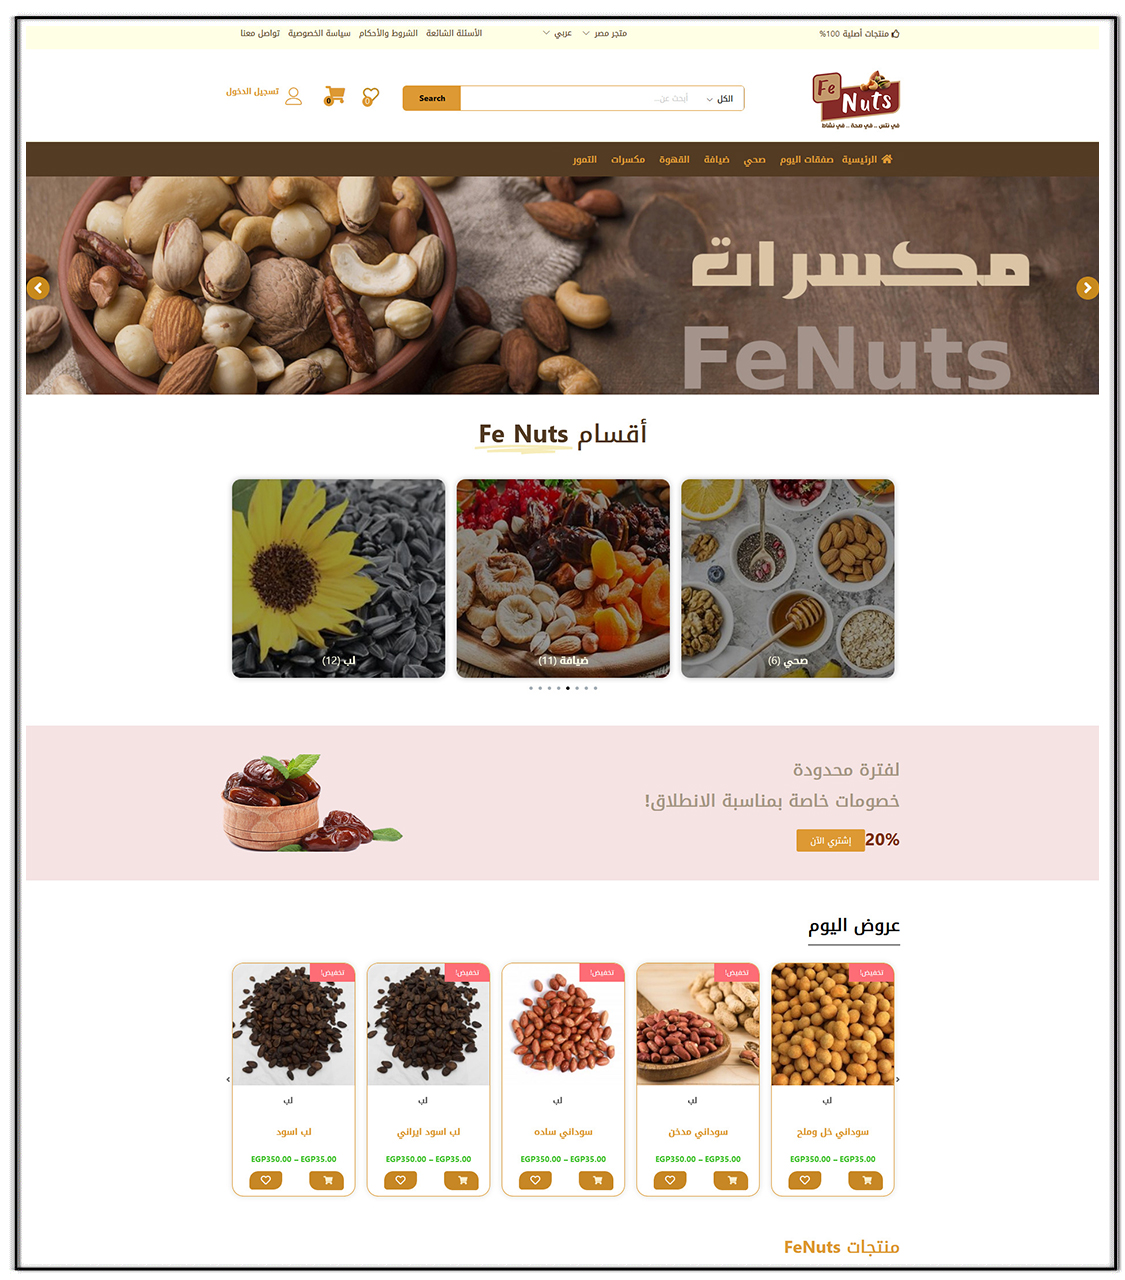 منتجات أصلية 100%
متجر مصر
عربي
الأسئلة الشائعة
الشروط والأحكام
سياسة الخصوصية
تواصل معنا
Fe Nuts
في نتس .. في صحة .. في نشاط
الكل
أبحث عن...
Search
0
0
تسجيل الدخول
الرئيسية
صفقات اليوم
صحي
ضيافة
القهوة
مكسرات
التمور
مكسرات
FeNuts
أقسام Fe Nuts
صحي (6)
ضيافة (11)
لب (12)
لفترة محدودة
خصومات خاصة بمناسبة الانطلاق!
20% إشتري الآن
عروض اليوم
تخفيض!
تخفيض!
تخفيض!
تخفيض!
تخفيض!
لب
لب
لب
لب
لب
سوداني خل وملح
سوداني مدخن
سوداني ساده
لب اسود ايراني
لب اسود
EGP350.00 – EGP35.00
EGP350.00 – EGP35.00
EGP350.00 – EGP35.00
EGP350.00 – EGP35.00
EGP350.00 – EGP35.00
منتجات FeNuts